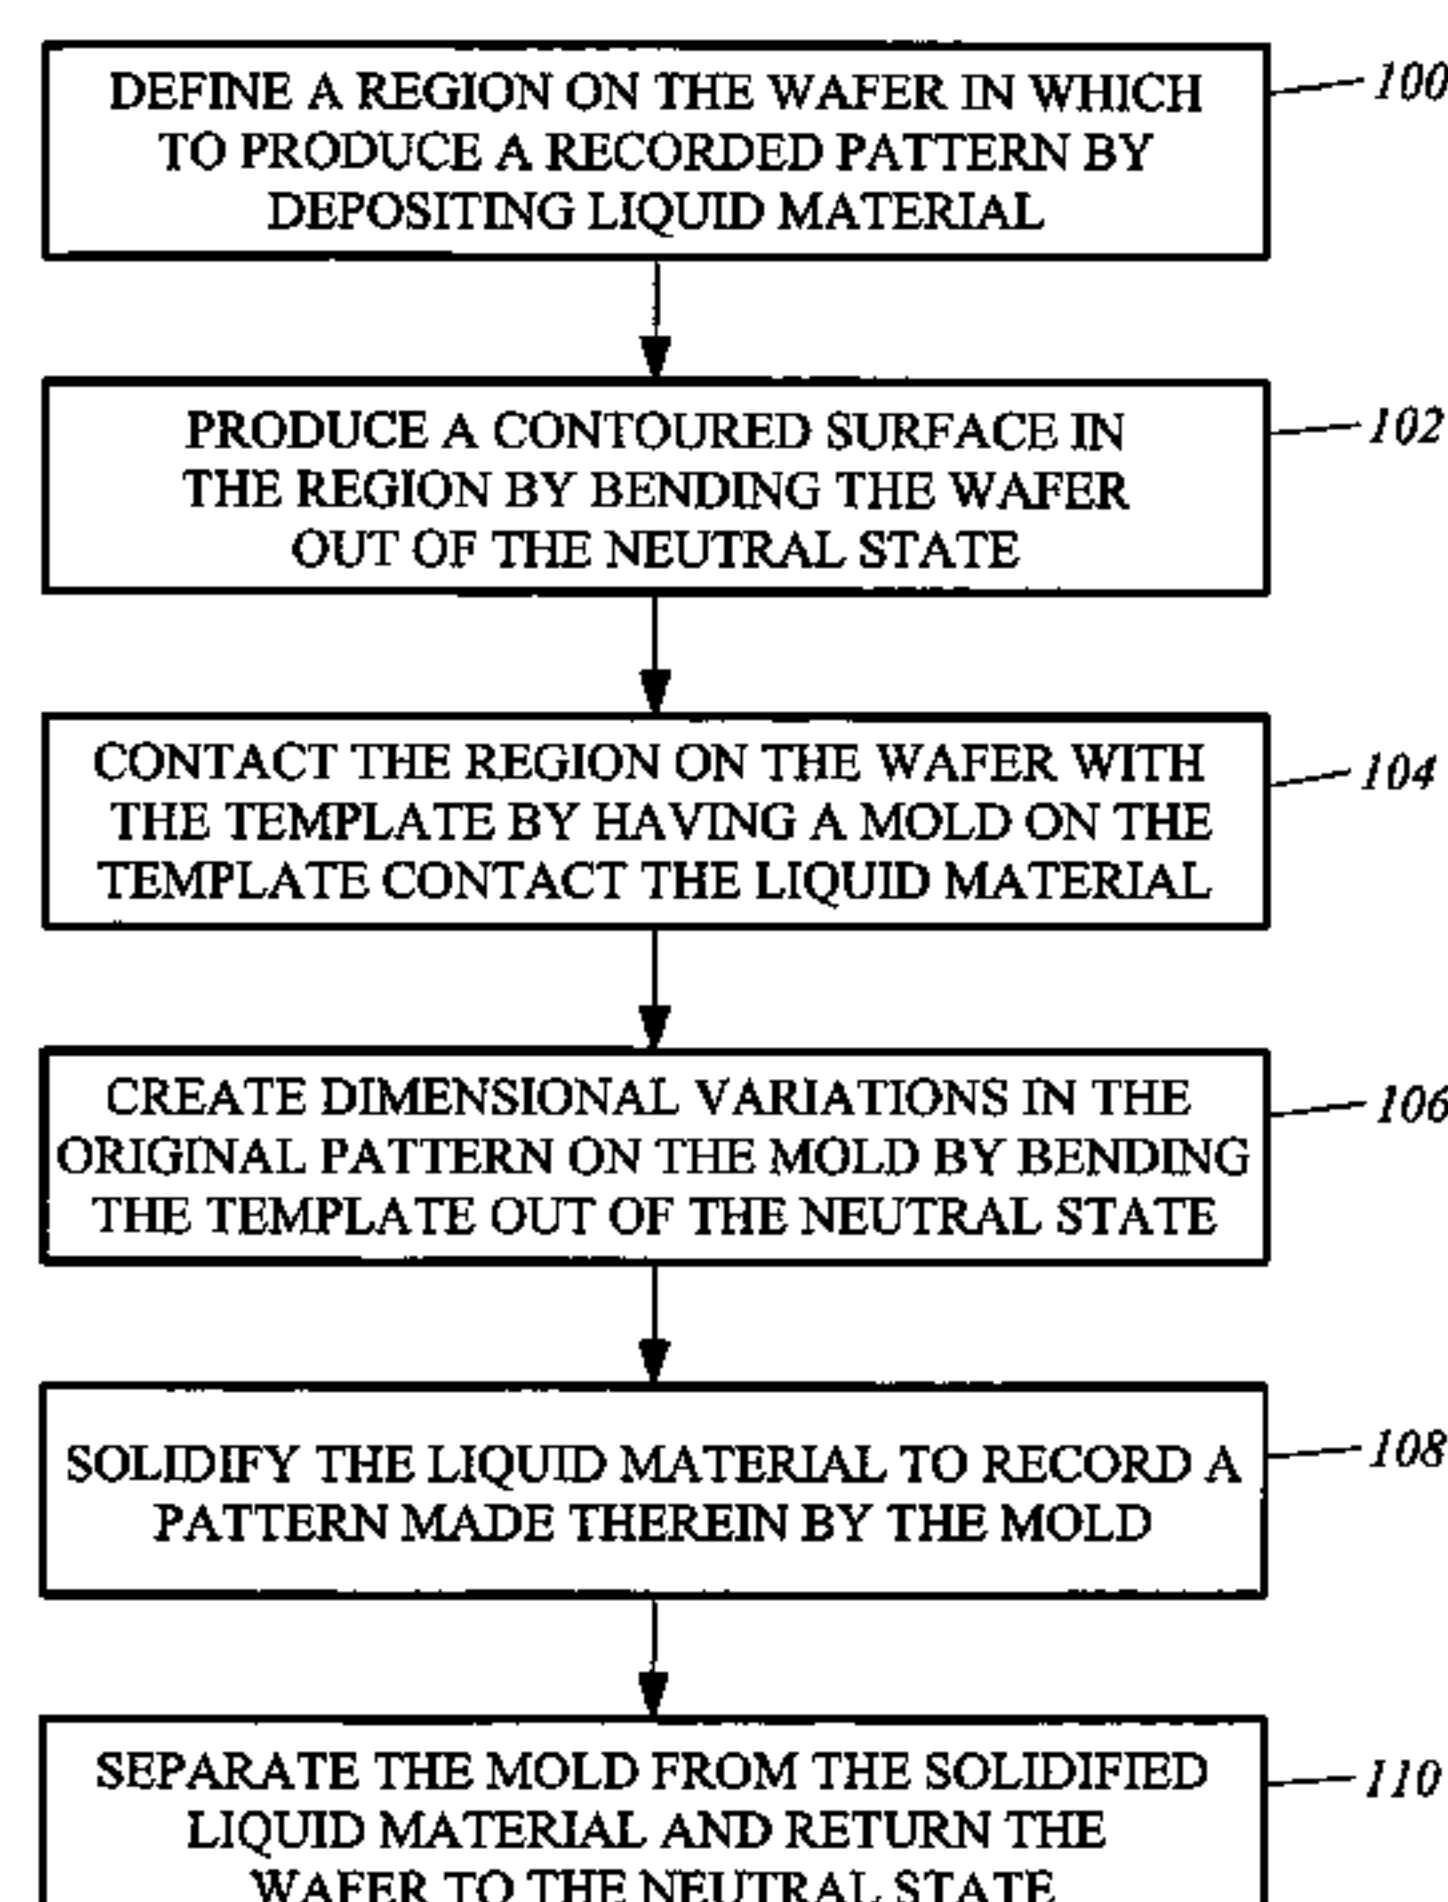 DEFINE A REGION ON THE WAFER IN WHICH
TO PRODUCE A RECORDED PATTERN BY
DEPOSITING LIQUID MATERIAL
100
PRODUCE A CONTOURED SURFACE IN
THE REGION BY BENDING THE WAFER
OUT OF THE NEUTRAL STATE
102
CONTACT THE REGION ON THE WAFER WITH
THE TEMPLATE BY HAVING A MOLD ON THE
TEMPLATE CONTACT THE LIQUID MATERIAL
104
CREATE DIMENSIONAL VARIATIONS IN THE
ORIGINAL PATTERN ON THE MOLD BY BENDING
THE TEMPLATE OUT OF THE NEUTRAL STATE
106
SOLIDIFY THE LIQUID MATERIAL TO RECORD A
PATTERN MADE THEREIN BY THE MOLD
108
SEPARATE THE MOLD FROM THE SOLIDIFIED
LIQUID MATERIAL AND RETURN THE
WAFER TO THE NEUTRAL STATE
110